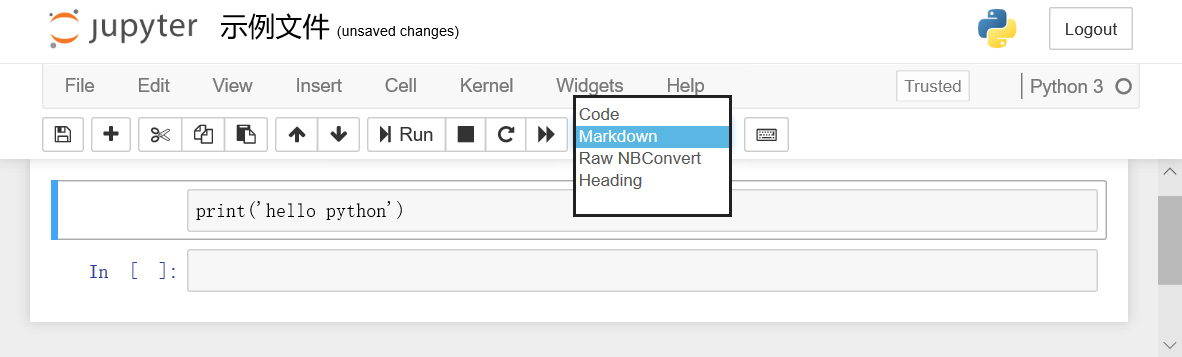 jupyter 示例文件 (unsaved changes) Logout
File Edit View Insert Cell Kernel Widgets Help Trusted Python 3
Run
Code
Markdown
Raw NBConvert
Heading
print('hello python')
In [ ]: